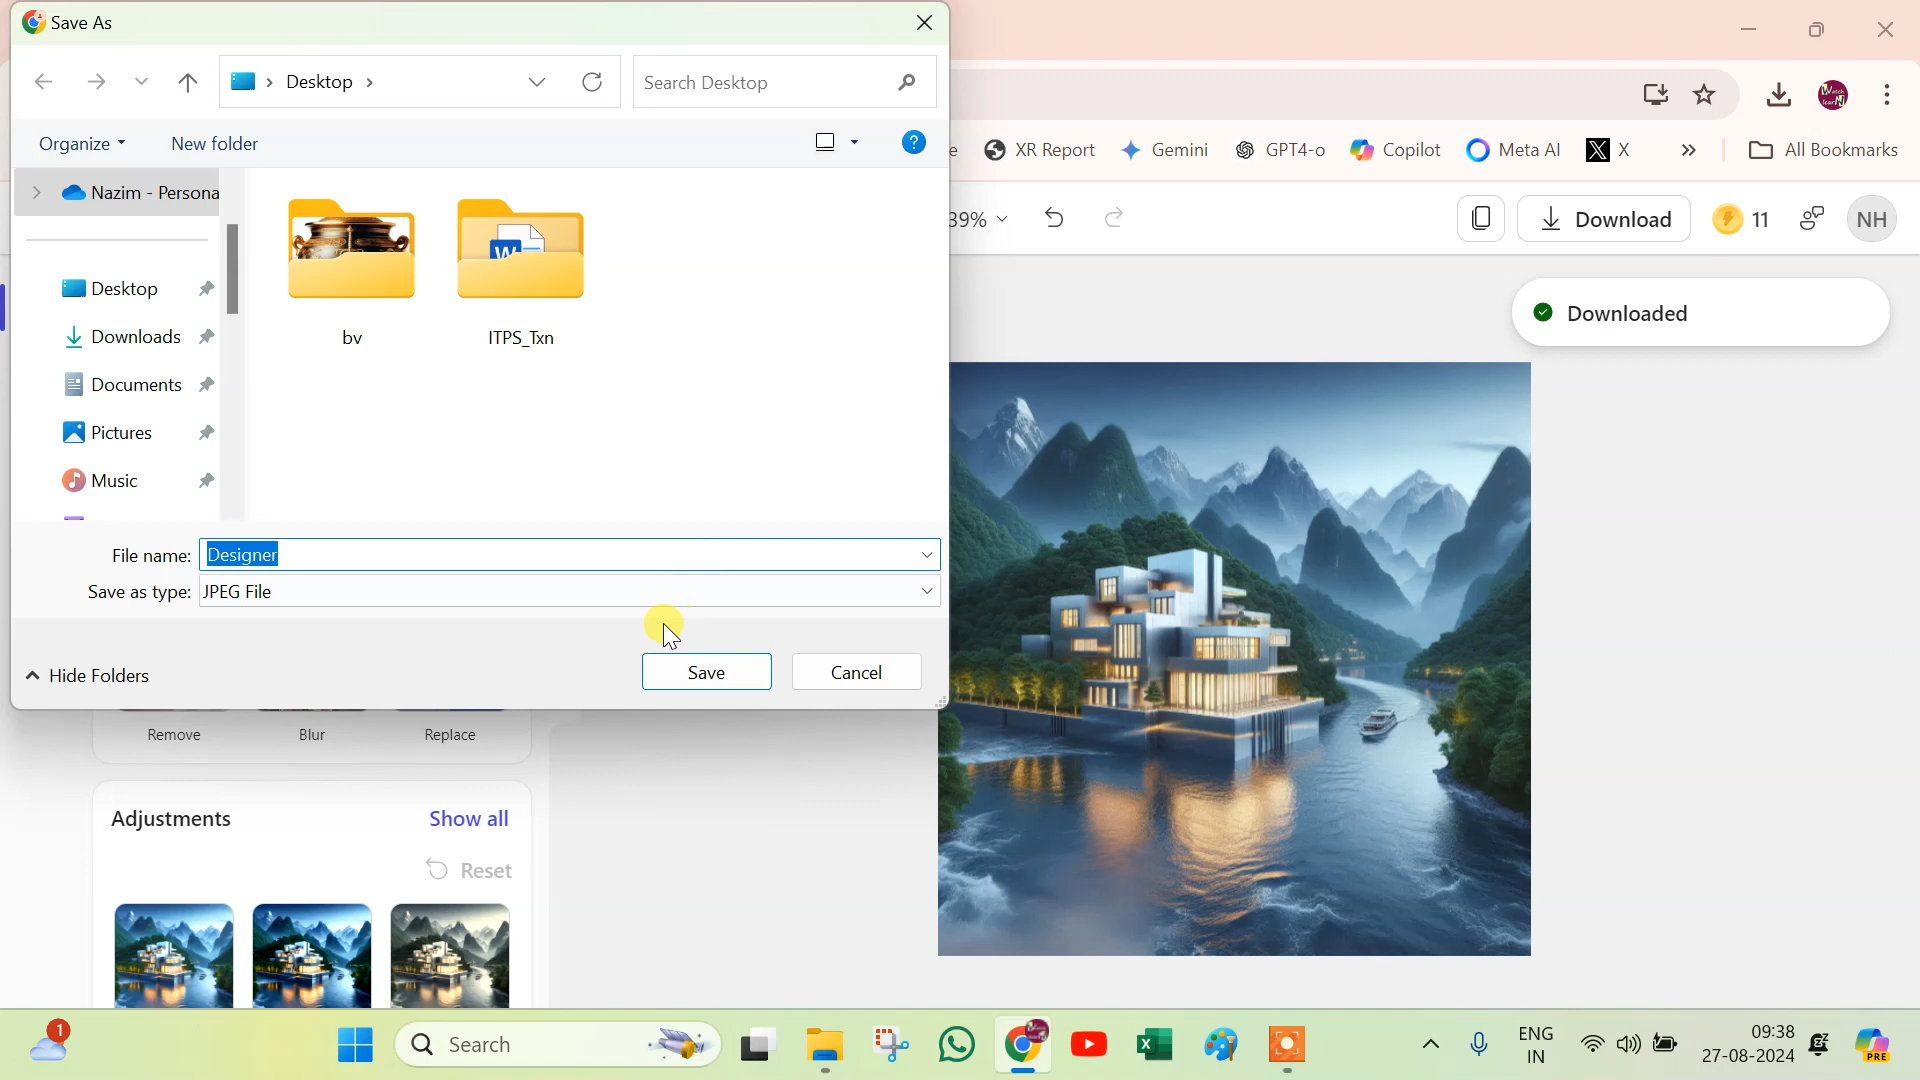 Save As
Desktop
Search Desktop
Organize
New folder
Nazim - Persona
Desktop
Downloads
Documents
Pictures
Music
bv
ITPS_Txn
File name: Designer
Save as type: JPEG File
Hide Folders
Save
Cancel
e
XR Report
Gemini
GPT4-o
Copilot
Meta AI
X
All Bookmarks
39%
Download
11
NH
Downloaded
Remove
Blur
Replace
Adjustments
Show all
Reset
1
Search
ENG
IN
09:38
27-08-2024
PRE